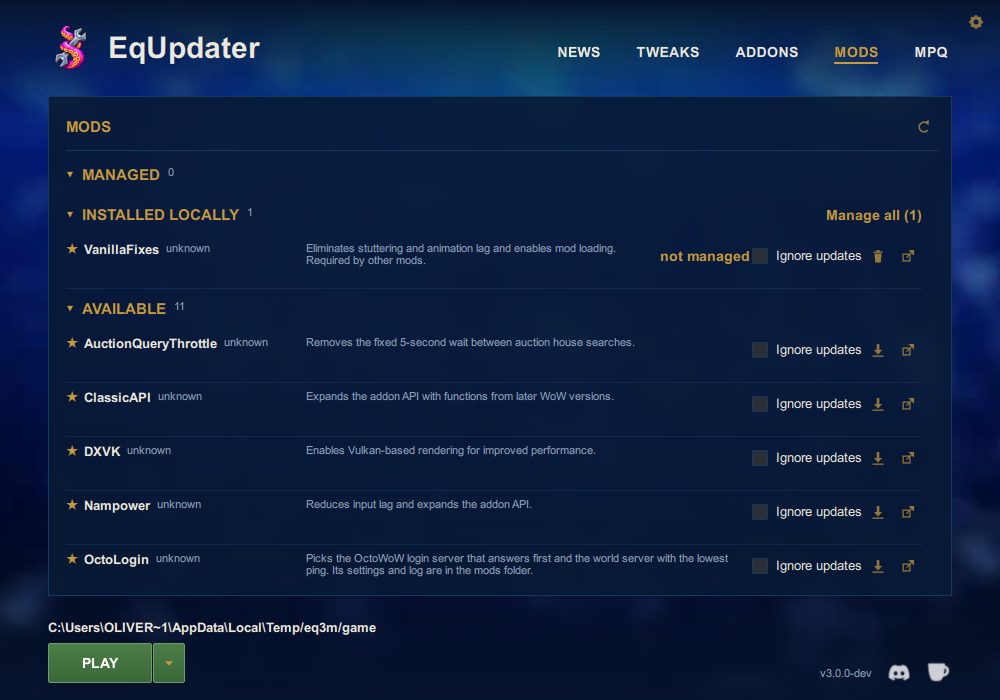 EqUpdater
NEWS TWEAKS ADDONS MODS MPQ
MODS
MANAGED 0
INSTALLED LOCALLY 1 Manage all (1)
VanillaFixes unknown
Eliminates stuttering and animation lag and enables mod loading.
Required by other mods.
not managed Ignore updates
AVAILABLE 11
AuctionQueryThrottle unknown Removes the fixed 5-second wait between auction house searches. Ignore updates
ClassicAPI unknown Expands the addon API with functions from later WoW versions. Ignore updates
DXVK unknown Enables Vulkan-based rendering for improved performance. Ignore updates
Nampower unknown Reduces input lag and expands the addon API. Ignore updates
OctoLogin unknown
Picks the OctoWoW login server that answers first and the world server with the lowest
ping. Its settings and log are in the mods folder.
Ignore updates
C:\Users\OLIVER~1\AppData\Local\Temp/eq3m/game
PLAY
v3.0.0-dev